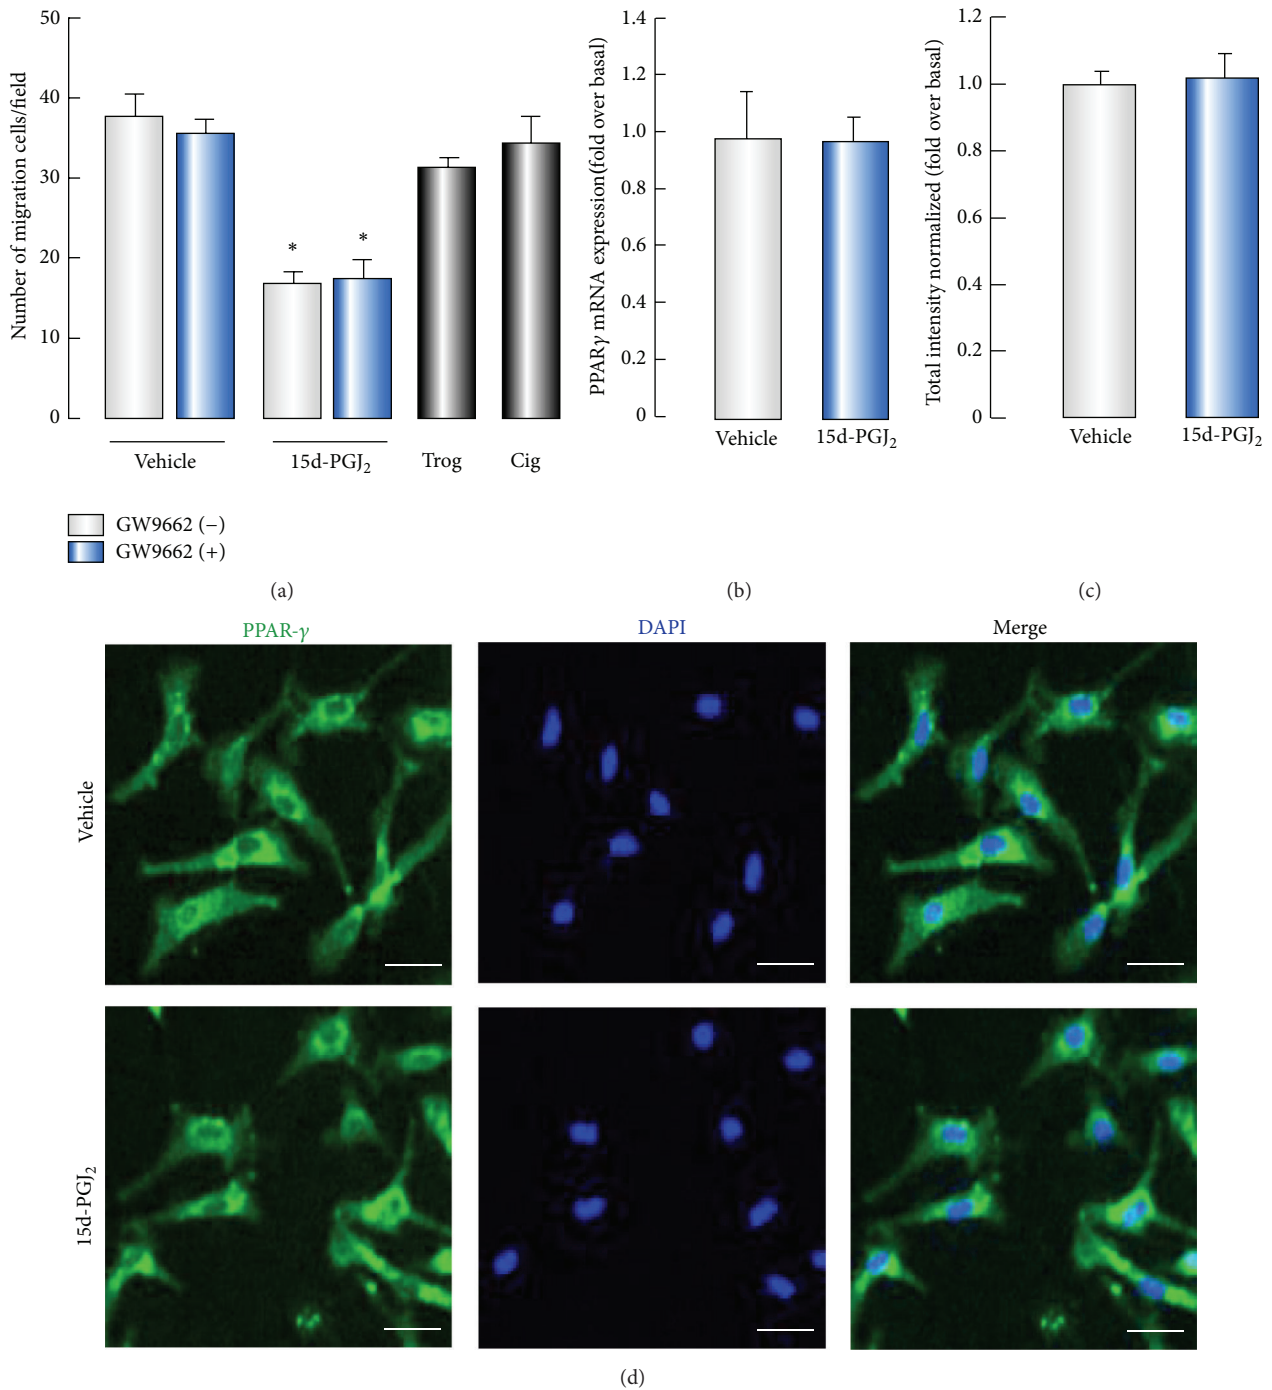 50
40
30
20
10
0
Number of migration cells/field
*
*
Vehicle
15d-PGJ₂
Trog
Cig
GW9662 (−)
GW9662 (+)
(a)
1.4
1.2
1.0
0.8
0.6
0.4
0.2
0
PPARγ mRNA expression(fold over basal)
Vehicle
15d-PGJ₂
(b)
1.2
1.0
0.8
0.6
0.4
0.2
0
Total intensity normalized (fold over basal)
Vehicle
15d-PGJ₂
(c)
PPAR-γ
DAPI
Merge
Vehicle
15d-PGJ₂
(d)